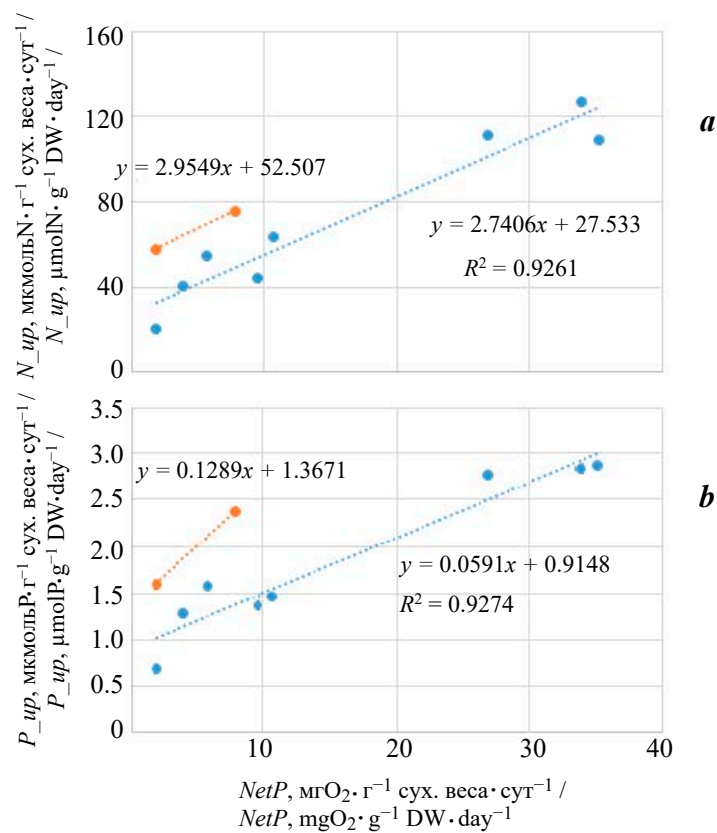 N_up, мкмольN· г⁻¹ сух. веса·сут⁻¹ /
N_up, µmolN· g⁻¹ DW·day⁻¹ /
160
120
80
40
0
y = 2.9549x + 52.507
y = 2.7406x + 27.533
R² = 0.9261
a
P_up, мкмольP·г⁻¹ сух. веса·сут⁻¹ /
P_up, µmolP·g⁻¹ DW·day⁻¹ /
3.5
3.0
2.5
2.0
1.5
1.0
0.5
0
y = 0.1289x + 1.3671
y = 0.0591x + 0.9148
R² = 0.9274
b
10 20 30 40
NetP, мгO₂· г⁻¹ сух. веса· сут⁻¹ /
NetP, mgO₂· g⁻¹ DW· day⁻¹